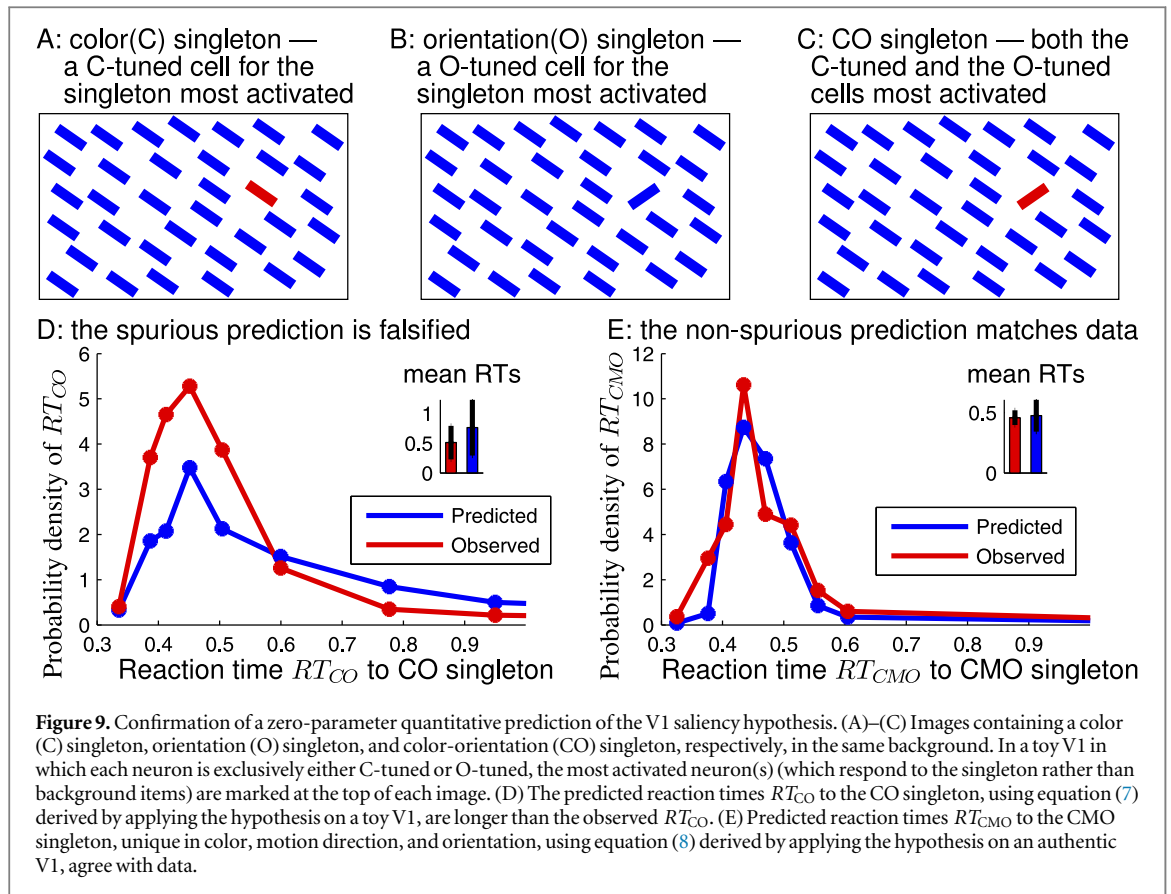 A: color(C) singleton —
a C-tuned cell for the
singleton most activated
B: orientation(O) singleton —
a O-tuned cell for the
singleton most activated
C: CO singleton — both the
C-tuned and the O-tuned
cells most activated
D: the spurious prediction is falsified
Probability density of RT_CO
6
5
4
3
2
1
0
mean RTs
1
0.5
0
Predicted
Observed
0.3 0.4 0.5 0.6 0.7 0.8 0.9
Reaction time RT_CO to CO singleton
E: the non-spurious prediction matches data
Probability density of RT_CMO
12
10
8
6
4
2
0
mean RTs
0.5
0
Predicted
Observed
0.3 0.4 0.5 0.6 0.7 0.8 0.9
Reaction time RT_CMO to CMO singleton
Figure 9. Confirmation of a zero-parameter quantitative prediction of the V1 saliency hypothesis. (A)–(C) Images containing a color
(C) singleton, orientation (O) singleton, and color-orientation (CO) singleton, respectively, in the same background. In a toy V1 in
which each neuron is exclusively either C-tuned or O-tuned, the most activated neuron(s) (which respond to the singleton rather than
background items) are marked at the top of each image. (D) The predicted reaction times RT_CO to the CO singleton, using equation (7)
derived by applying the hypothesis on a toy V1, are longer than the observed RT_CO. (E) Predicted reaction times RT_CMO to the CMO
singleton, unique in color, motion direction, and orientation, using equation (8) derived by applying the hypothesis on an authentic
V1, agree with data.